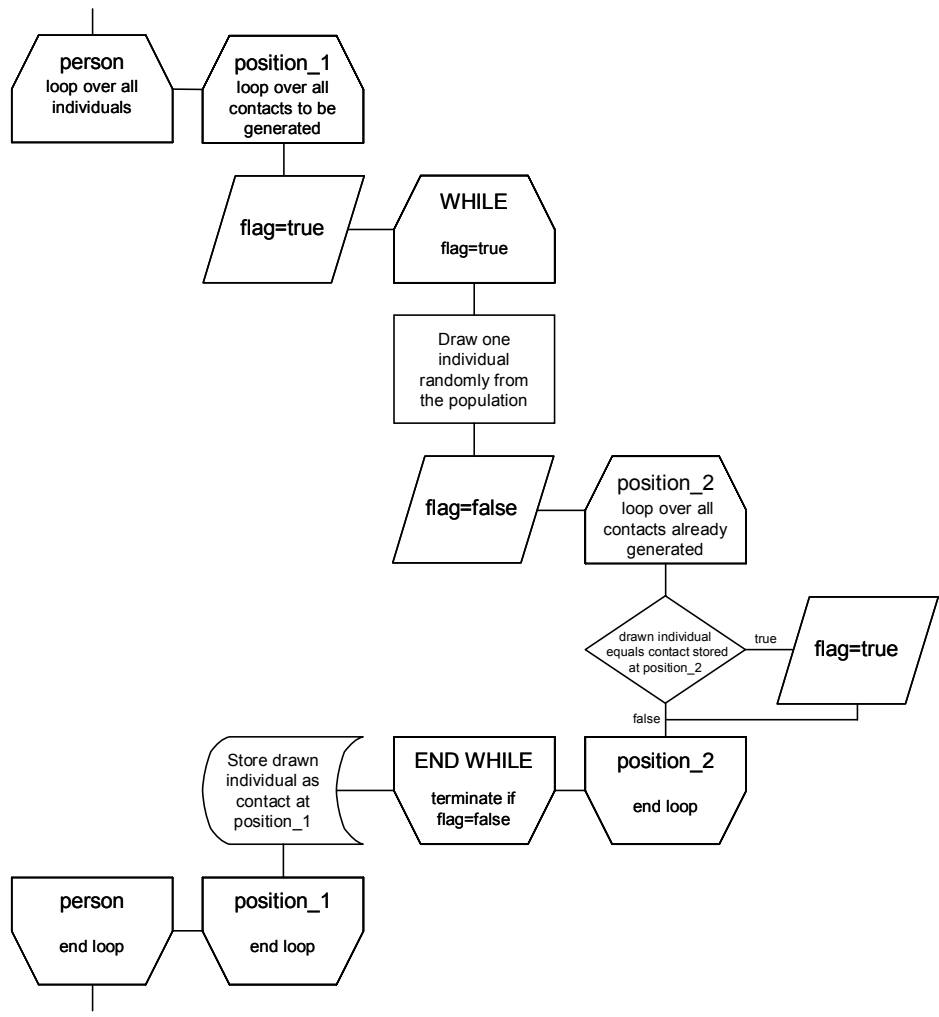 person
loop over all
individuals
position_1
loop over all
contacts to be
generated
flag=true
WHILE
flag=true
Draw one
individual
randomly from
the population
flag=false
position_2
loop over all
contacts already
generated
drawn individual
equals contact stored
at position_2
true
flag=true
false
position_2
end loop
END WHILE
terminate if
flag=false
Store drawn
individual as
contact at
position_1
position_1
end loop
person
end loop